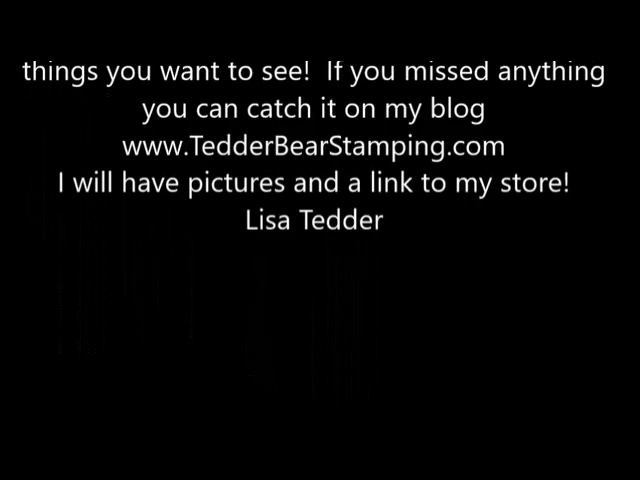 things you want to see!  If you missed anything
you can catch it on my blog
www.TedderBearStamping.com
I will have pictures and a link to my store!
Lisa Tedder